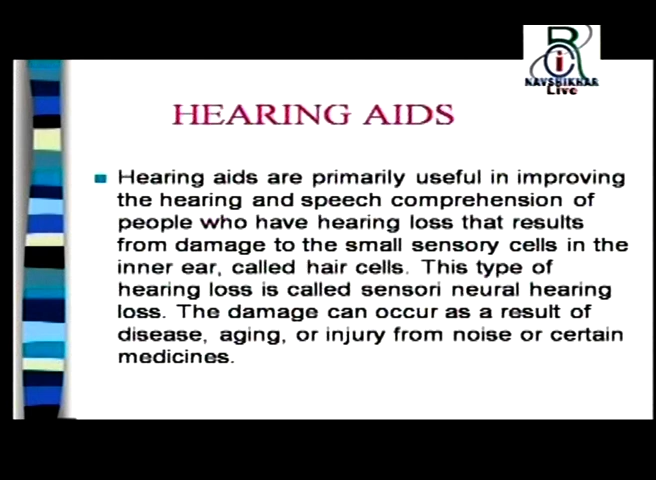 RCi
NAVSHIKHAR
Live
HEARING AIDS
Hearing aids are primarily useful in improving
the hearing and speech comprehension of
people who have hearing loss that results
from damage to the small sensory cells in the
inner ear, called hair cells. This type of
hearing loss is called sensori neural hearing
loss. The damage can occur as a result of
disease, aging, or injury from noise or certain
medicines.